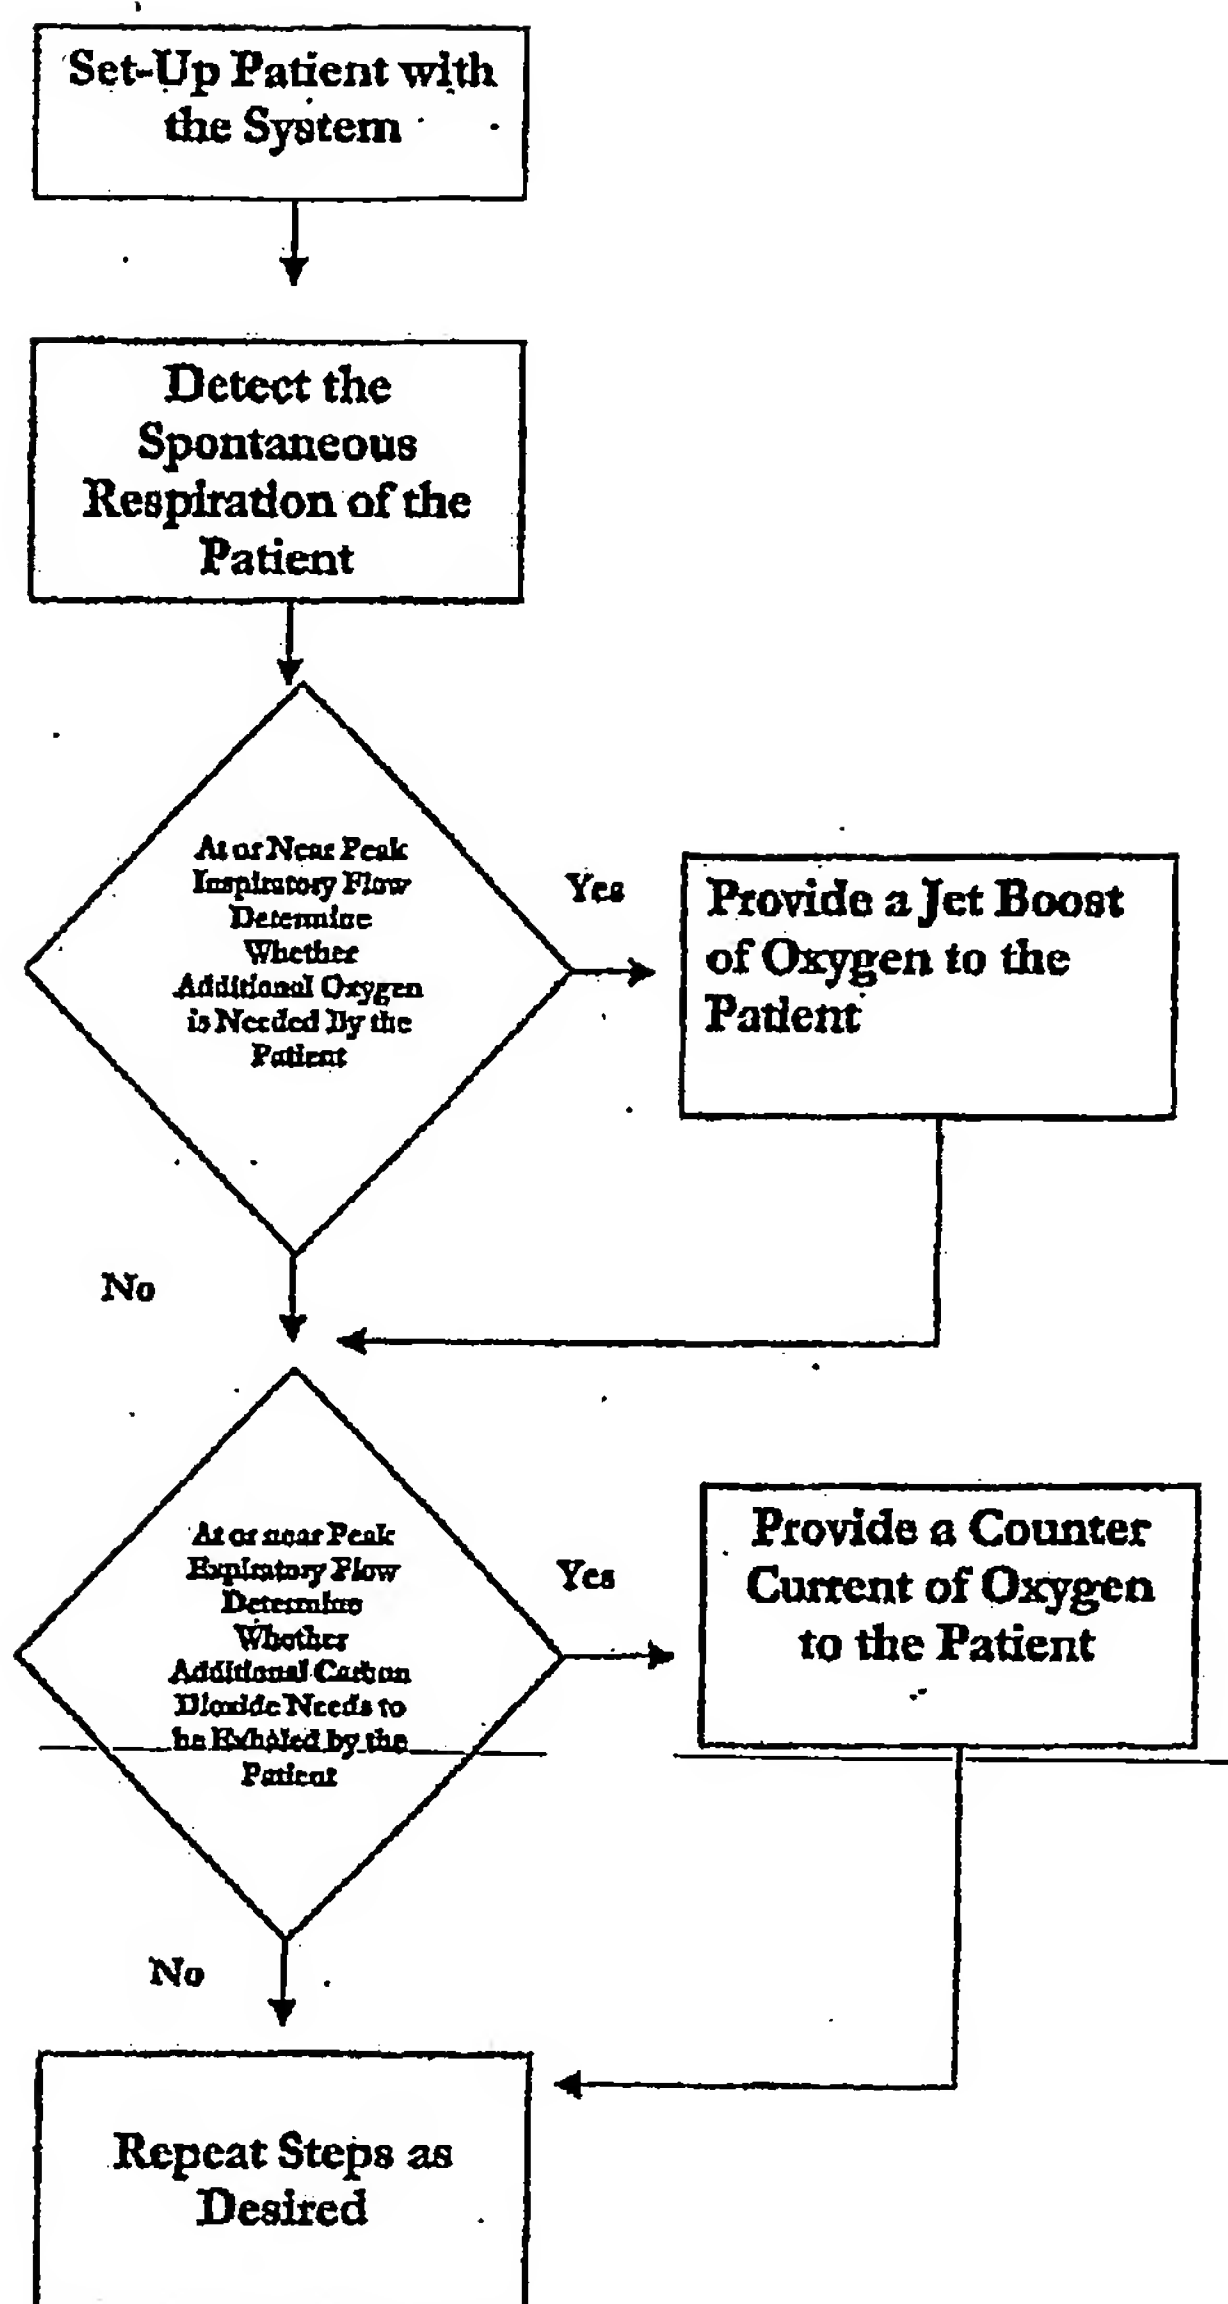 Set-Up Patient with
the System
Detect the
Spontaneous
Respiration of the
Patient
At or Near Peak
Inspiratory Flow
Determine
Whether
Additional Oxygen
is Needed By the
Patient
Yes
Provide a Jet Boost
of Oxygen to the
Patient
No
At or near Peak
Expiratory Flow
Determine
Whether
Additional Carbon
Dioxide Needs to
be Exhaled by the
Patient
Yes
Provide a Counter
Current of Oxygen
to the Patient
No
Repeat Steps as
Desired